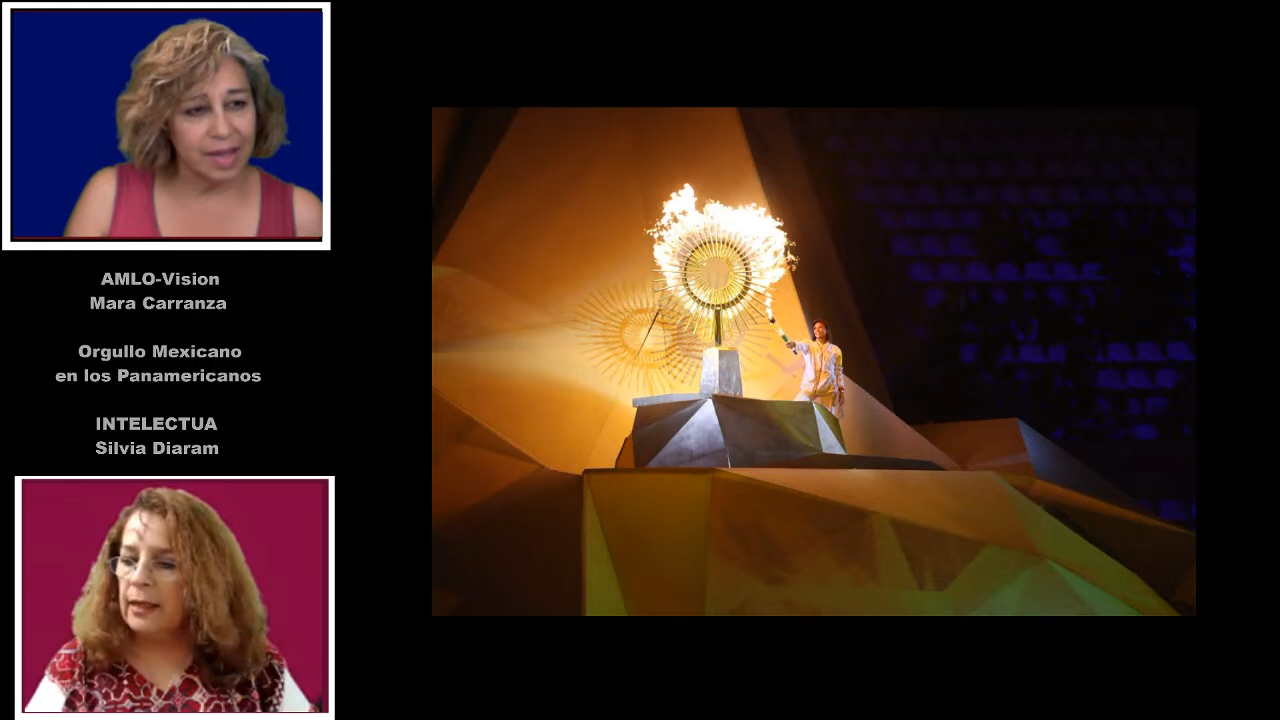 AMLO-Vision
Mara Carranza
Orgullo Mexicano
en los Panamericanos
INTELECTUA
Silvia Diaram